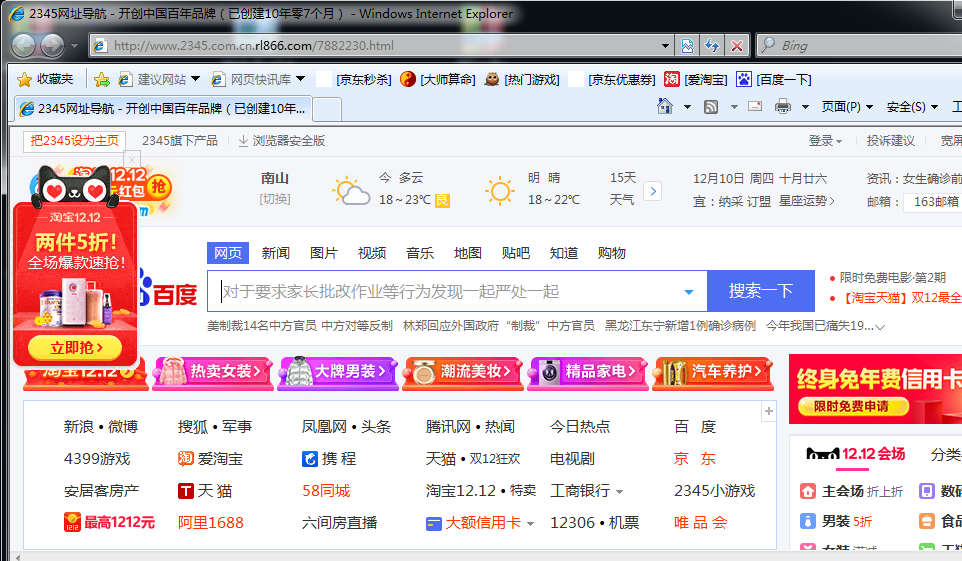 2345网址导航 - 开创中国百年品牌（已创建10年零7个月） - Windows Internet Explorer
http://www.2345.com.cn.rl866.com/7882230.html
Bing
收藏夹 建议网站 网页快讯库 [京东秒杀] [大师算命] [热门游戏] [京东优惠券] 淘 [爱淘宝] [百度一下]
2345网址导航 - 开创中国百年品牌（已创建10年...
页面(P) 安全(S) 工
把2345设为主页 2345旗下产品 浏览器安全版 登录 投诉建议 宽屏
南山 [切换]
今 多云 18～23℃ 良
明 晴 18～22℃
15天 天气
12月10日 周四 十月廿六
宜：纳采 订盟 星座运势
资讯：女生确诊前
邮箱： 163邮箱
12.12
红包 抢
淘宝12.12
两件5折！
全场爆款速抢！
立即抢
网页 新闻 图片 视频 音乐 地图 贴吧 知道 购物
百度 对于要求家长批改作业等行为发现一起严处一起 搜索一下
限时免费电影·第2期
【淘宝天猫】双12最全
美制裁14名中方官员 中方对等反制 林郑回应外国政府“制裁”中方官员 黑龙江东宁新增1例确诊病例 今年我国已痛失19...
淘宝12.12 热卖女装 大牌男装 潮流美妆 精品家电 汽车养护
终身免年费信用卡
限时免费申请
新浪 • 微博 搜狐 • 军事 凤凰网 • 头条 腾讯网 • 热闻 今日热点 百 度
4399游戏 淘 爱淘宝 携 程 天猫 • 双12狂欢 电视剧 京 东
安居客房产 T 天 猫 58同城 淘宝12.12 • 特卖 工商银行 2345小游戏
1212 最高1212元 阿里1688 六间房直播 大额信用卡 12306 • 机票 唯 品 会
12.12会场 分类
主会场 折上折 数码
男装 5折 食品
女装 满减